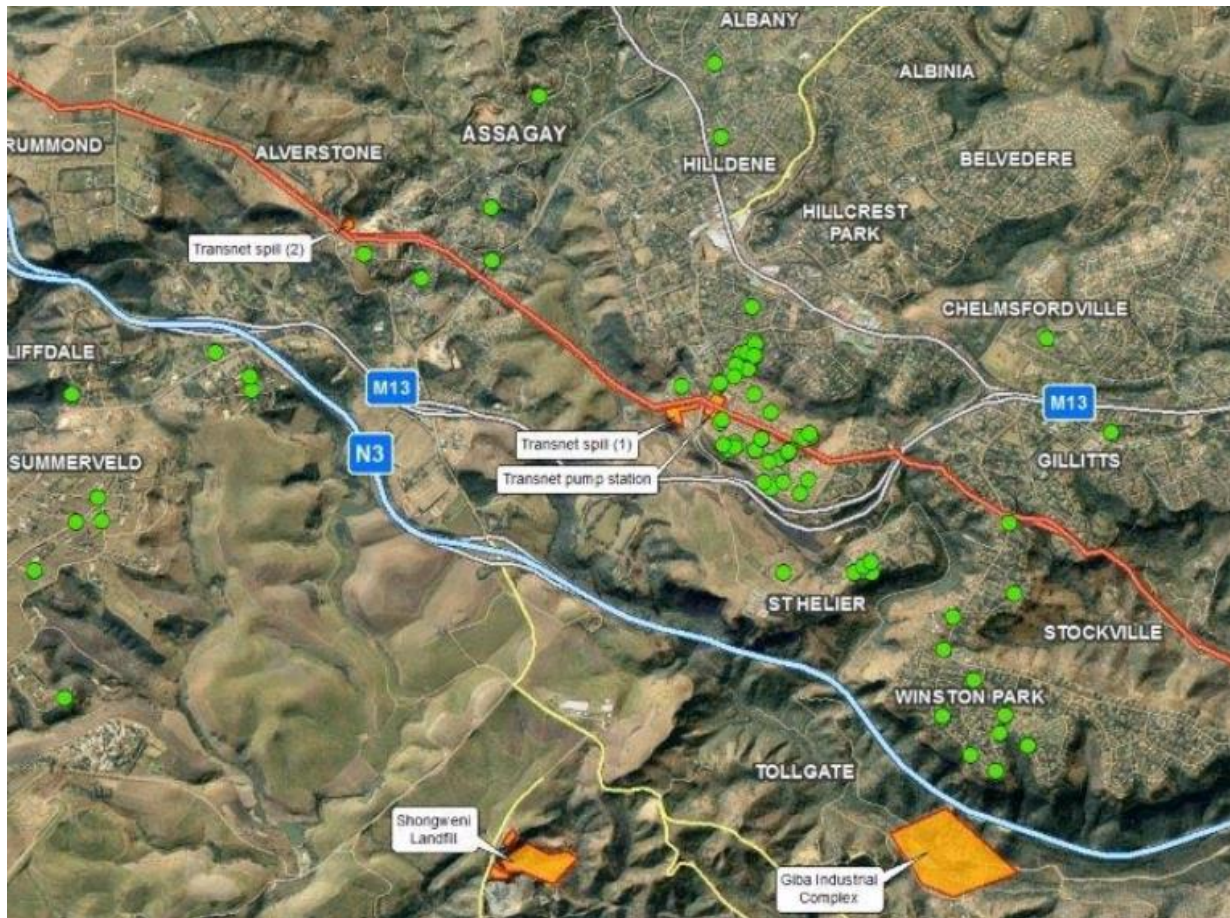 ALBANY
ALBINIA
ASSAGAY
RUMMOND
ALVERSTONE
BELVEDERE
HILLDENE
HILLCREST
PARK
Transnet spill (2)
CHELMSFORDVILLE
LIFFDALE
M13
M13
Transnet spill (1)
N3
GILLITTS
SUMMERVELD
Transnet pump station
ST HELIER
STOCKVILLE
WINSTON PARK
TOLLGATE
Shongweni
Landfill
Giba Industrial
Complex